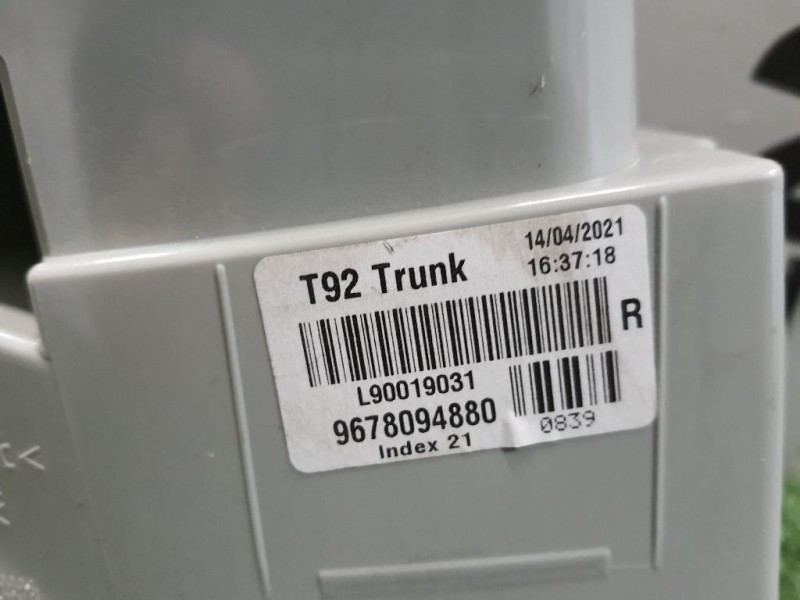 T92 Trunk
14/04/2021
16:37:18
R
L90019031
9678094880
0839
Index 21